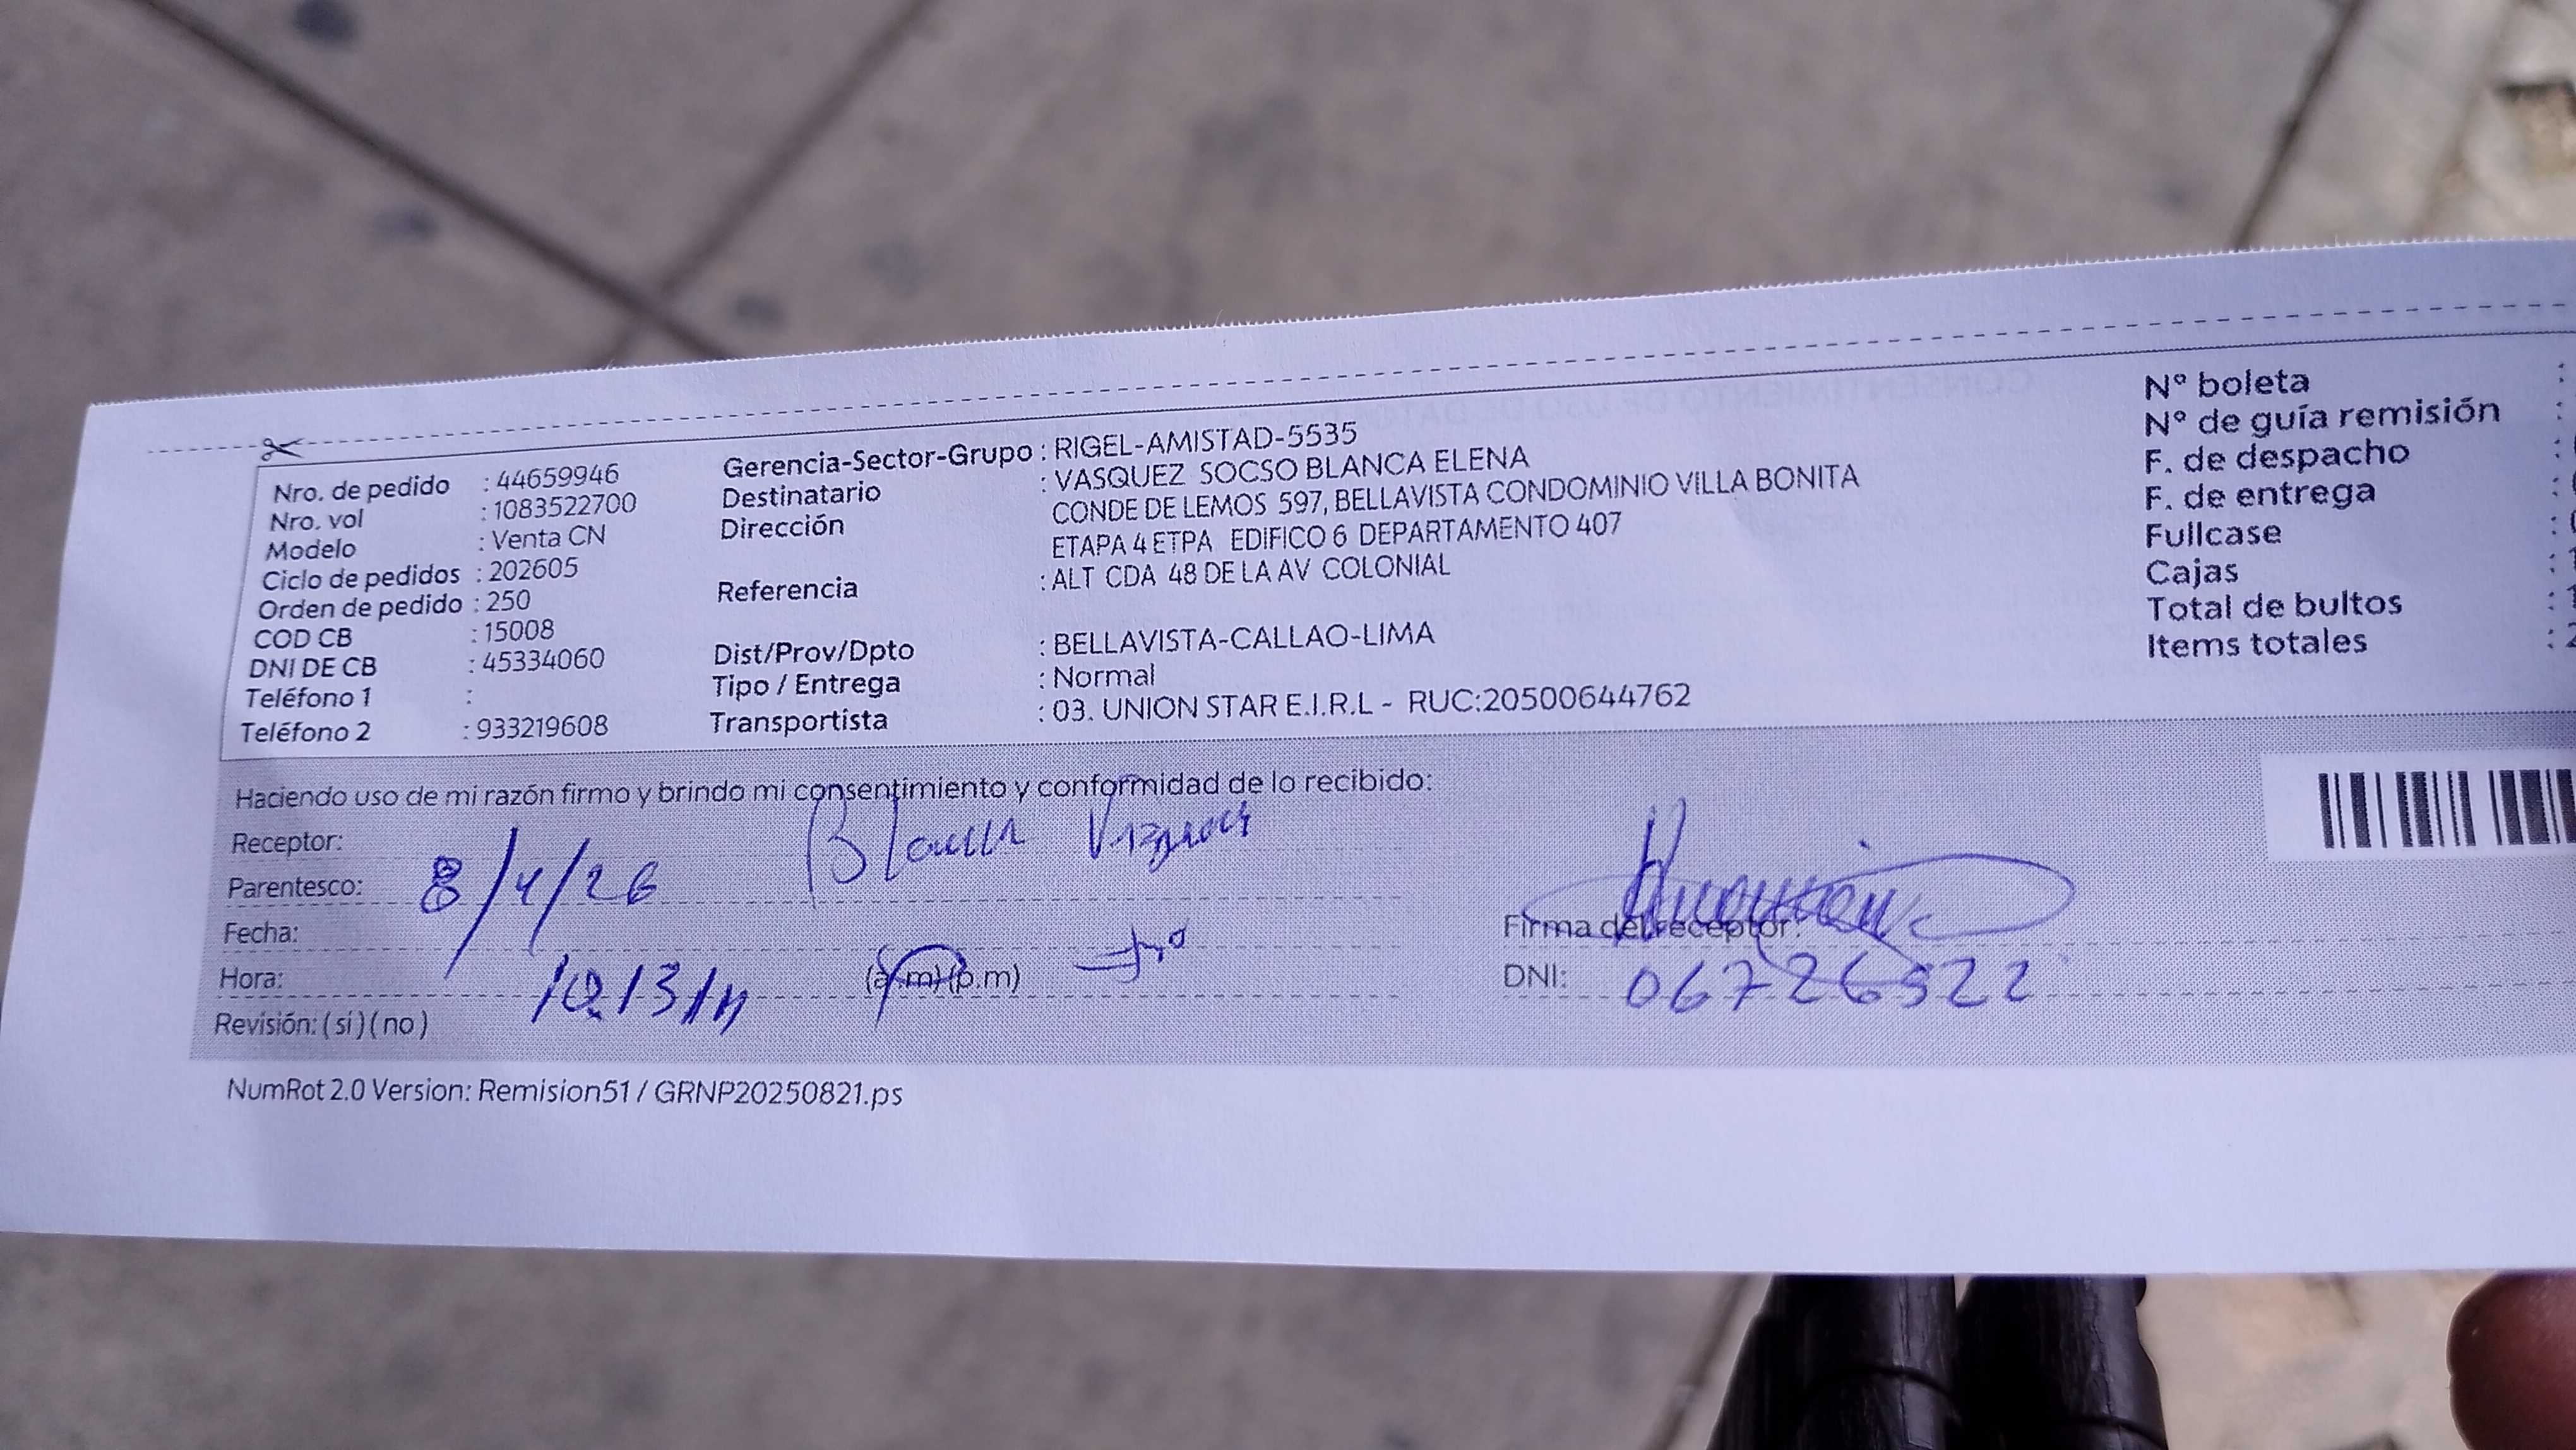 Nro. de pedido : 44659946
Nro. vol : 1083522700
Modelo : Venta CN
Ciclo de pedidos : 202605
Orden de pedido : 250
COD CB : 15008
DNI DE CB : 45334060
Teléfono 1 :
Teléfono 2 : 933219608
Gerencia-Sector-Grupo : RIGEL-AMISTAD-5535
Destinatario : VASQUEZ SOCSO BLANCA ELENA
Dirección CONDE DE LEMOS 597, BELLAVISTA CONDOMINIO VILLA BONITA
ETAPA 4 ETPA EDIFICO 6 DEPARTAMENTO 407
Referencia : ALT CDA 48 DE LA AV COLONIAL
Dist/Prov/Dpto : BELLAVISTA-CALLAO-LIMA
Tipo / Entrega : Normal
Transportista : 03. UNION STAR E.I.R.L - RUC:20500644762
N° boleta :
N° de guía remisión :
F. de despacho :
F. de entrega :
Fullcase :
Cajas : 1
Total de bultos : 1
Items totales : 2
Haciendo uso de mi razón firmo y brindo mi consentimiento y conformidad de lo recibido:
Receptor:
Parentesco: 8/4/26
Fecha:
Hora: (a.m)(p.m)
Revisión: (si)(no)
Firma del receptor:
DNI: 06726522
NumRot 2.0 Version: Remision51 / GRNP20250821.ps